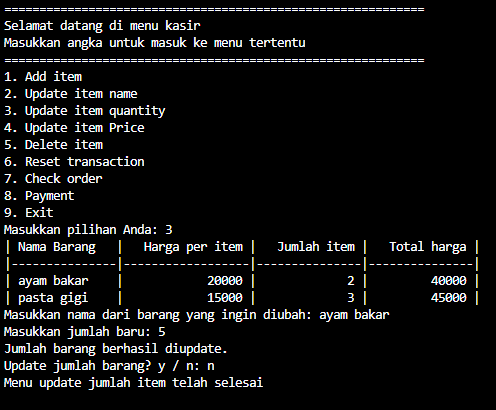 ============================================================
Selamat datang di menu kasir
Masukkan angka untuk masuk ke menu tertentu
============================================================
1. Add item
2. Update item name
3. Update item quantity
4. Update item Price
5. Delete item
6. Reset transaction
7. Check order
8. Payment
9. Exit
Masukkan pilihan Anda: 3
| Nama Barang   |   Harga per item |   Jumlah item |   Total harga |
|---------------|------------------|---------------|---------------|
| ayam bakar    |            20000 |             2 |         40000 |
| pasta gigi    |            15000 |             3 |         45000 |
Masukkan nama dari barang yang ingin diubah: ayam bakar
Masukkan jumlah baru: 5
Jumlah barang berhasil diupdate.
Update jumlah barang? y / n: n
Menu update jumlah item telah selesai